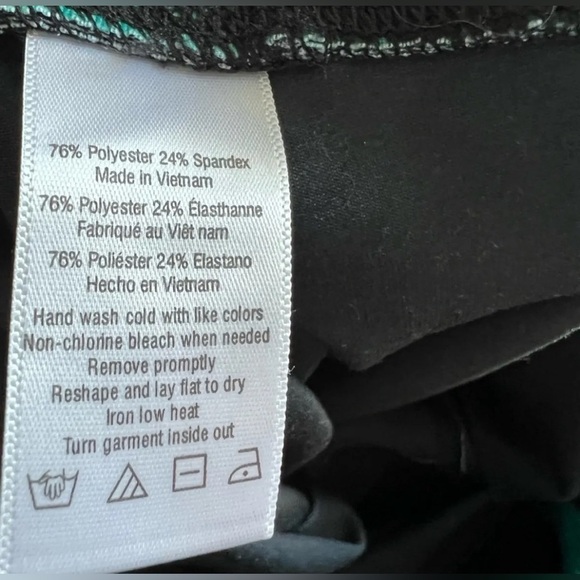 76% Polyester 24% Spandex
Made in Vietnam
76% Polyester 24% Élasthanne
Fabriqué au Viêt nam
76% Poliéster 24% Elastano
Hecho en Vietnam
Hand wash cold with like colors
Non-chlorine bleach when needed
Remove promptly
Reshape and lay flat to dry
Iron low heat
Turn garment inside out